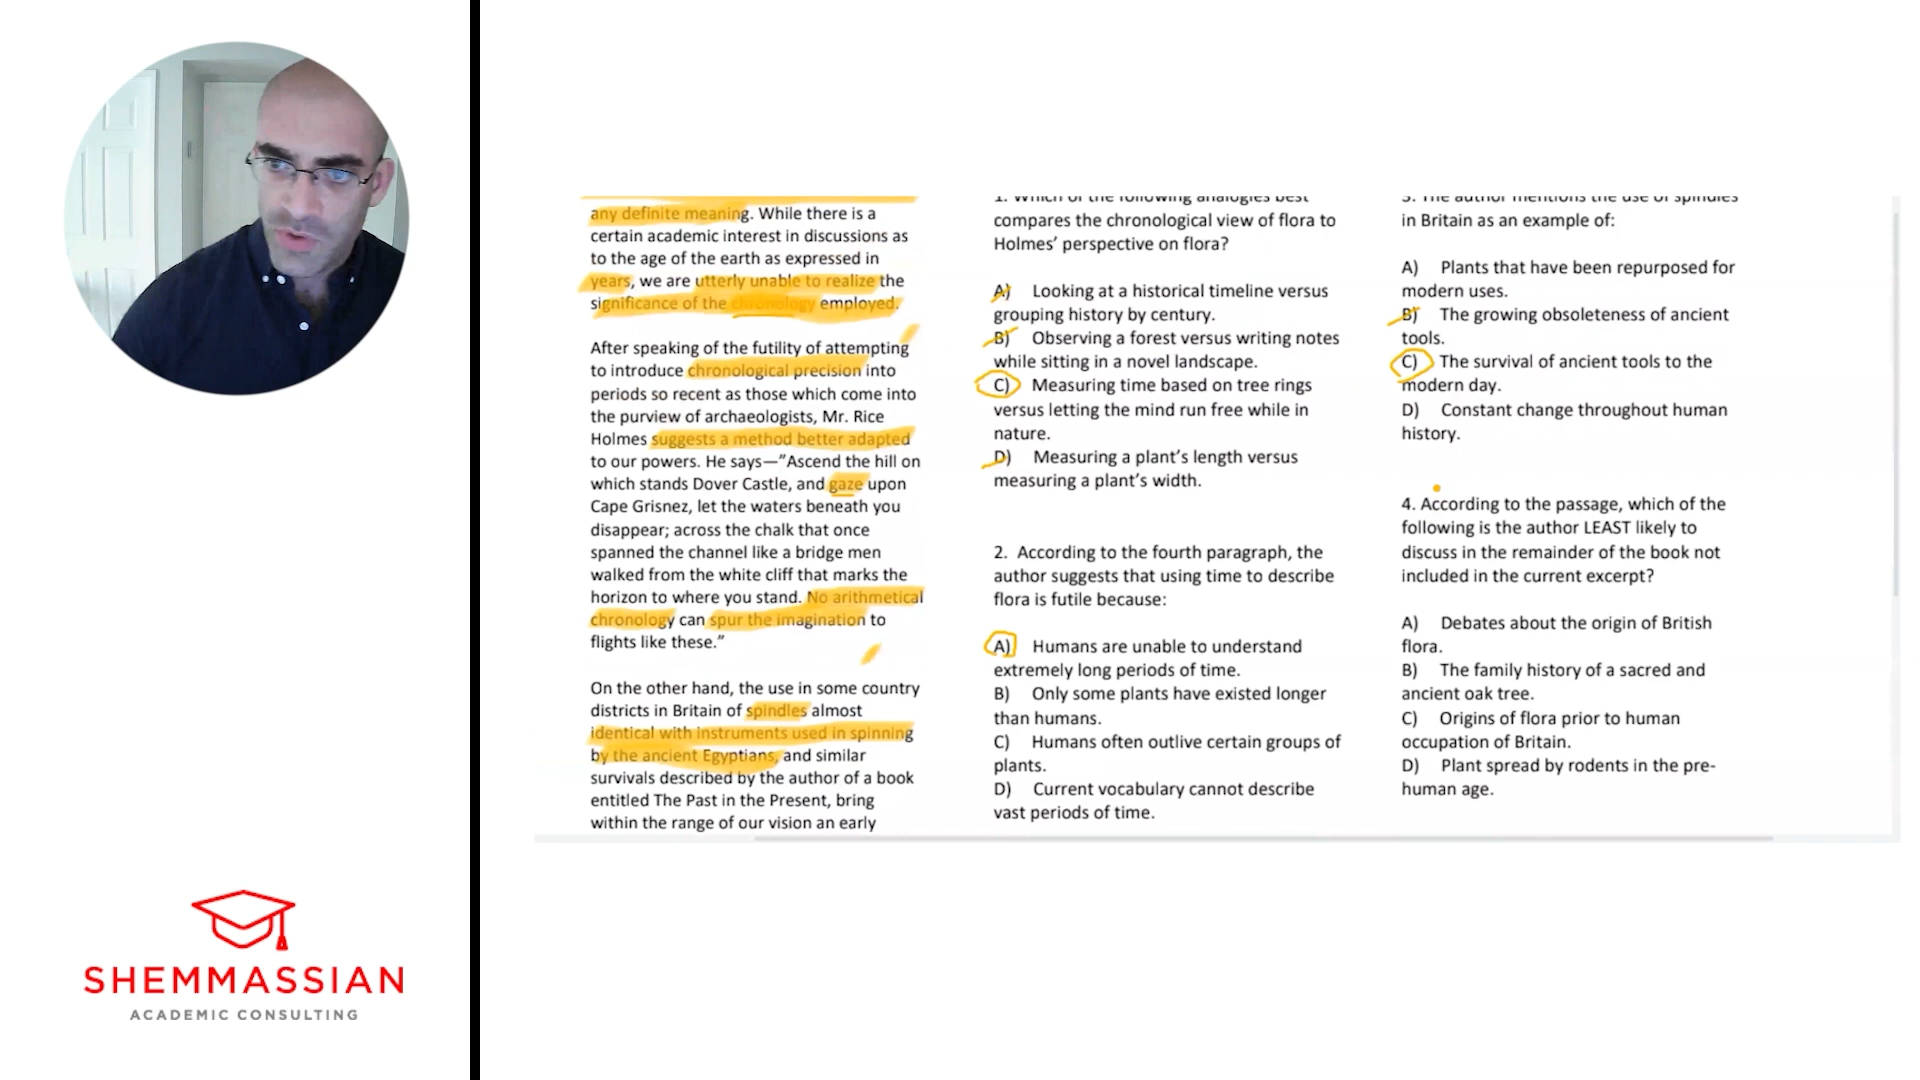 any definite meaning. While there is a
certain academic interest in discussions as
to the age of the earth as expressed in
years, we are utterly unable to realize the
significance of the chronology employed.
After speaking of the futility of attempting
to introduce chronological precision into
periods so recent as those which come into
the purview of archaeologists, Mr. Rice
Holmes suggests a method better adapted
to our powers. He says—”Ascend the hill on
which stands Dover Castle, and gaze upon
Cape Grisnez, let the waters beneath you
disappear; across the chalk that once
spanned the channel like a bridge men
walked from the white cliff that marks the
horizon to where you stand. No arithmetical
chronology can spur the imagination to
flights like these.”
On the other hand, the use in some country
districts in Britain of spindles almost
identical with instruments used in spinning
by the ancient Egyptians, and similar
survivals described by the author of a book
entitled The Past in the Present, bring
within the range of our vision an early
1. Which of the following analogies best
compares the chronological view of flora to
Holmes’ perspective on flora?
A) Looking at a historical timeline versus
grouping history by century.
B) Observing a forest versus writing notes
while sitting in a novel landscape.
C) Measuring time based on tree rings
versus letting the mind run free while in
nature.
D) Measuring a plant’s length versus
measuring a plant’s width.
2. According to the fourth paragraph, the
author suggests that using time to describe
flora is futile because:
A) Humans are unable to understand
extremely long periods of time.
B) Only some plants have existed longer
than humans.
C) Humans often outlive certain groups of
plants.
D) Current vocabulary cannot describe
vast periods of time.
3. The author mentions the use of spindles
in Britain as an example of:
A) Plants that have been repurposed for
modern uses.
B) The growing obsoleteness of ancient
tools.
C) The survival of ancient tools to the
modern day.
D) Constant change throughout human
history.
4. According to the passage, which of the
following is the author LEAST likely to
discuss in the remainder of the book not
included in the current excerpt?
A) Debates about the origin of British
flora.
B) The family history of a sacred and
ancient oak tree.
C) Origins of flora prior to human
occupation of Britain.
D) Plant spread by rodents in the pre-
human age.
SHEMMASSIAN
ACADEMIC CONSULTING